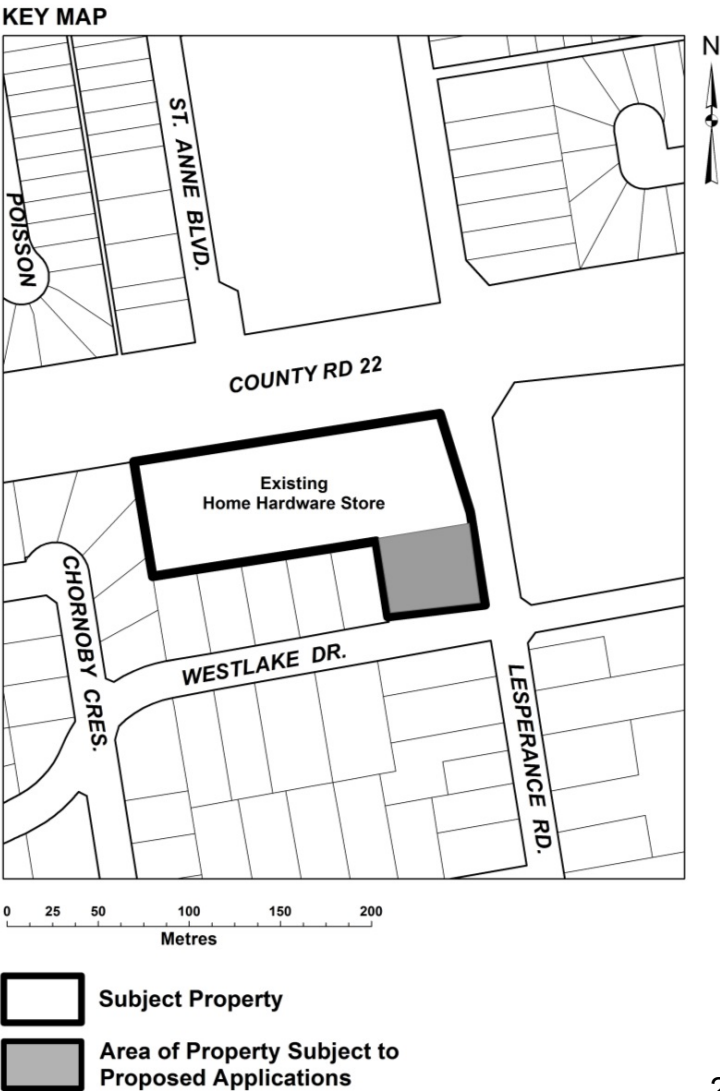 KEY MAP
N
ST. ANNE BLVD.
POISSON
COUNTY RD 22
Existing
Home Hardware Store
CHORNOBY CRES.
WESTLAKE DR.
LESPERANCE RD.
0 25 50 100 150 200
Metres
Subject Property
Area of Property Subject to
Proposed Applications